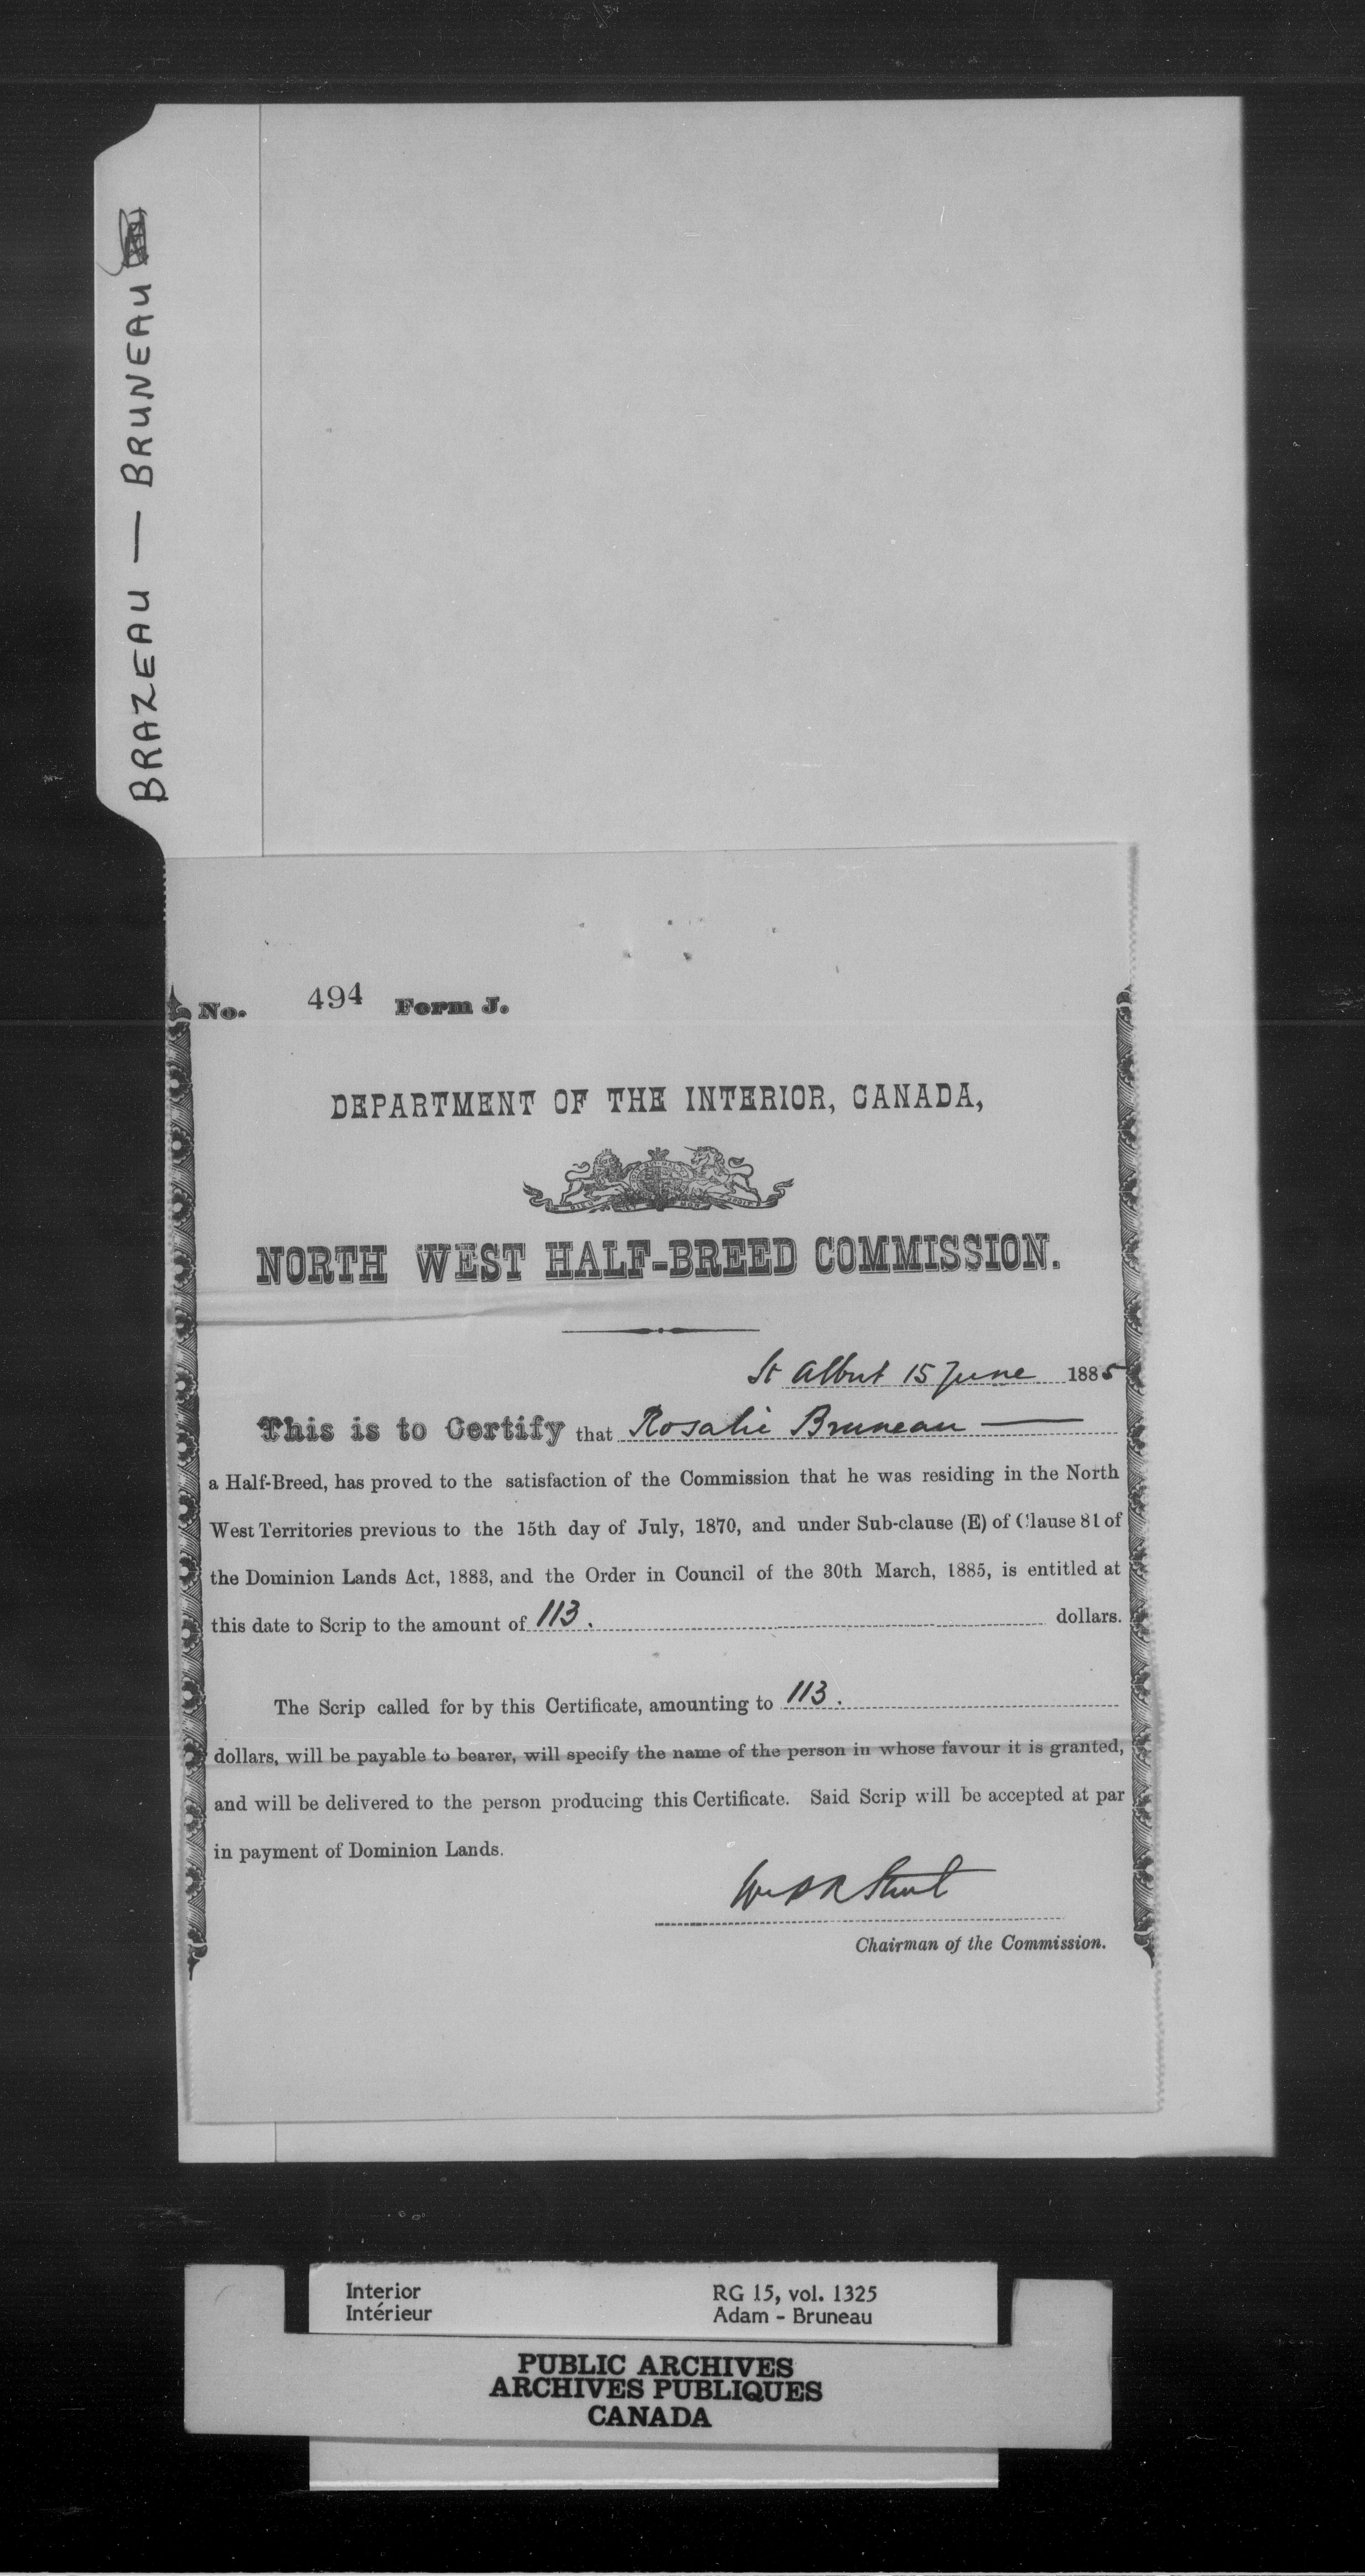 BRAZEAU — BRUNEAU
No. 494 Form J.
DEPARTMENT OF THE INTERIOR, CANADA,
NORTH WEST HALF-BREED COMMISSION.
St Albert 15 June 1885
This is to Certify that Rosalie Bruneau
a Half-Breed, has proved to the satisfaction of the Commission that he was residing in the North
West Territories previous to the 15th day of July, 1870, and under Sub-clause (E) of Clause 81 of
the Dominion Lands Act, 1883, and the Order in Council of the 30th March, 1885, is entitled at
this date to Scrip to the amount of 113. dollars.
The Scrip called for by this Certificate, amounting to 113.
dollars, will be payable to bearer, will specify the name of the person in whose favour it is granted,
and will be delivered to the person producing this Certificate. Said Scrip will be accepted at par
in payment of Dominion Lands.
Chairman of the Commission.
Interior
Intérieur
RG 15, vol. 1325
Adam - Bruneau
PUBLIC ARCHIVES
ARCHIVES PUBLIQUES
CANADA